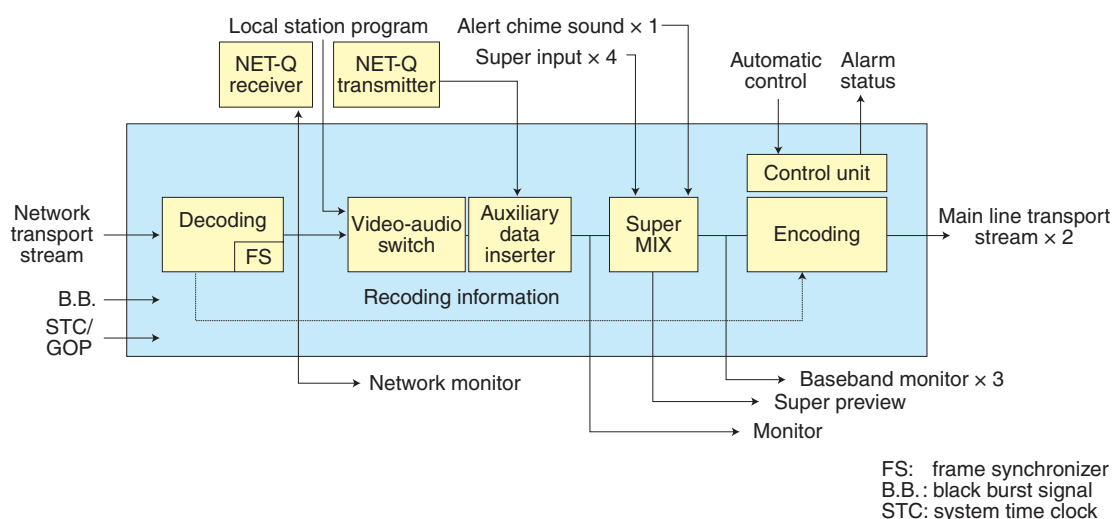 Local station program
Alert chime sound × 1
Super input × 4
NET-Q
receiver
NET-Q
transmitter
Automatic
control
Alarm
status
Control unit
Network
transport
stream
Decoding
FS
Video-audio
switch
Auxiliary
data
inserter
Super
MIX
Encoding
Main line transport
stream × 2
B.B.
Recoding information
STC/
GOP
Network monitor
Baseband monitor × 3
Super preview
Monitor
FS: frame synchronizer
B.B.: black burst signal
STC: system time clock